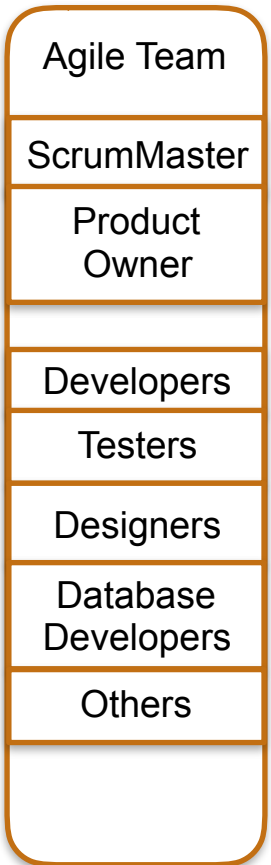 Agile Team
ScrumMaster
Product
Owner
Developers
Testers
Designers
Database
Developers
Others